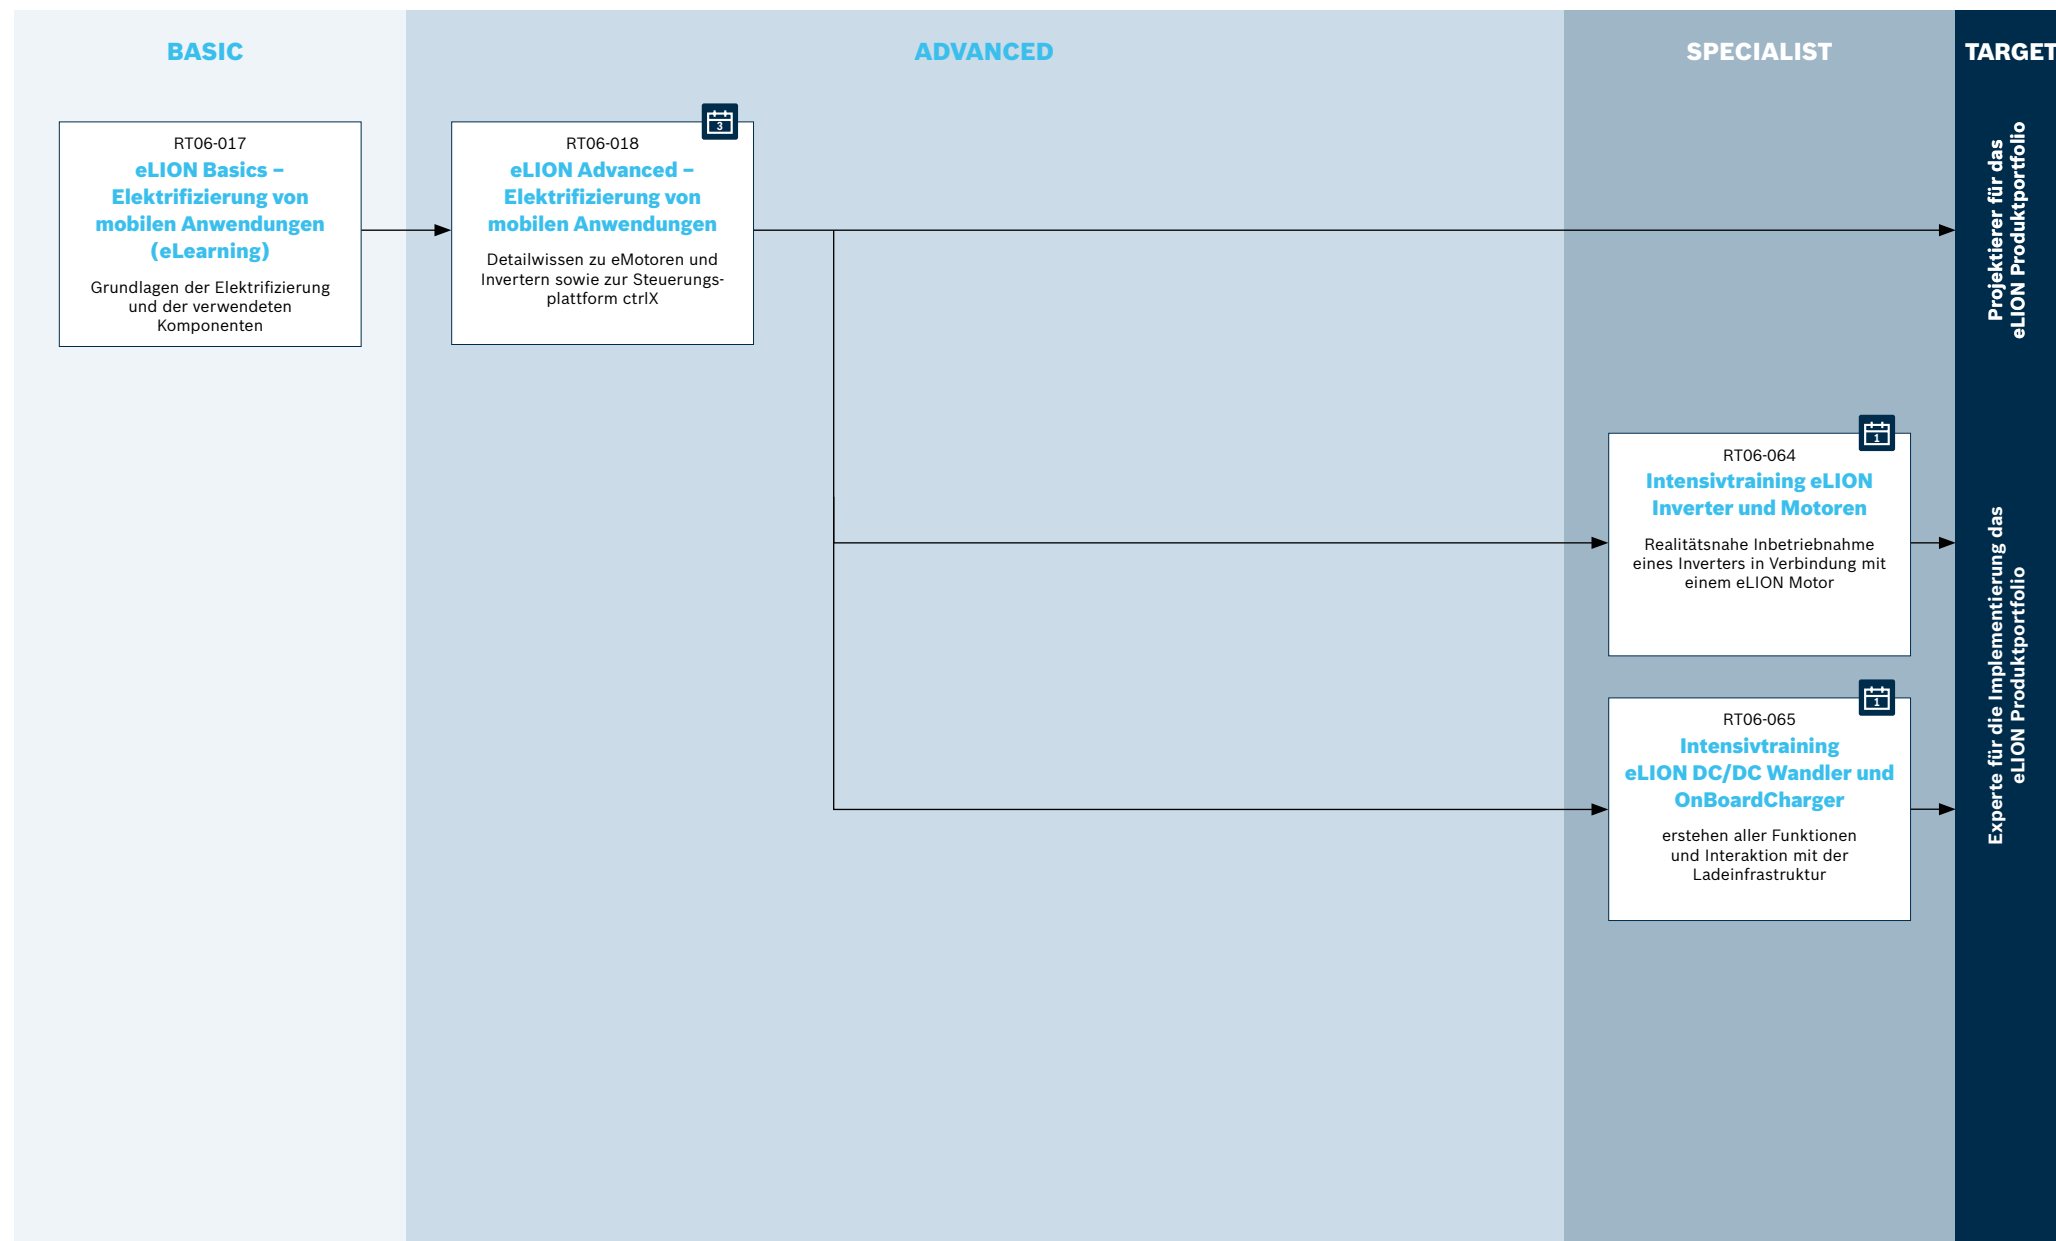 BASIC
ADVANCED
SPECIALIST
TARGET
RT06-017
eLION Basics –
Elektrifizierung von
mobilen Anwendungen
(eLearning)
Grundlagen der Elektrifizierung
und der verwendeten
Komponenten
3
RT06-018
eLION Advanced –
Elektrifizierung von
mobilen Anwendungen
Detailwissen zu eMotoren und
Invertern sowie zur Steuerungs-
plattform ctrlX
Projektierer für das
eLION Produktportfolio
1
RT06-064
Intensivtraining eLION
Inverter und Motoren
Realitätsnahe Inbetriebnahme
eines Inverters in Verbindung mit
einem eLION Motor
1
RT06-065
Intensivtraining
eLION DC/DC Wandler und
OnBoardCharger
erstehen aller Funktionen
und Interaktion mit der
Ladeinfrastruktur
Experte für die Implementierung das
eLION Produktportfolio